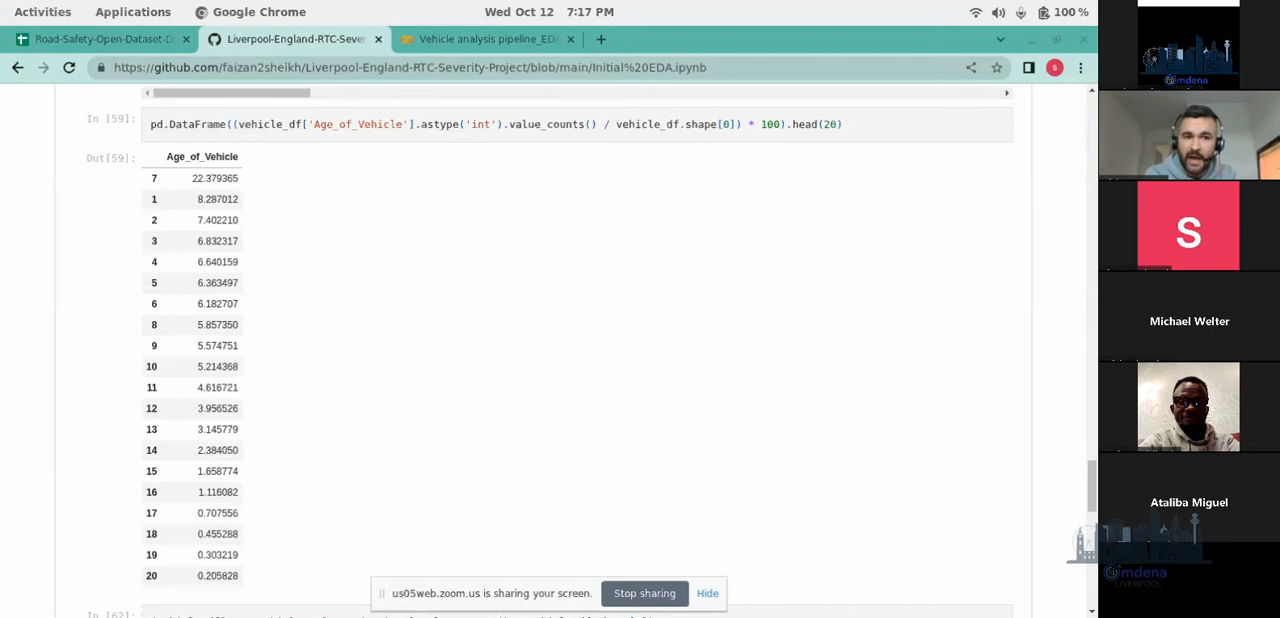 Activities Applications Google Chrome Wed Oct 12 7:17 PM 100 %
Road-Safety-Open-Dataset-D Liverpool-England-RTC-Sever Vehicle analysis pipeline_EDA
https://github.com/faizan2sheikh/Liverpool-England-RTC-Severity-Project/blob/main/Initial%20EDA.ipynb S
In [59]: pd.DataFrame((vehicle_df['Age_of_Vehicle'].astype('int').value_counts() / vehicle_df.shape[0]) * 100).head(20)
Out[59]: Age_of_Vehicle
7 22.379365
1 8.287012
2 7.402210
3 6.832317
4 6.640159
5 6.363497
6 6.182707
8 5.857350
9 5.574751
10 5.214368
11 4.616721
12 3.956526
13 3.145779
14 2.384050
15 1.658774
16 1.116082
17 0.707556
18 0.455288
19 0.303219
20 0.205828
us05web.zoom.us is sharing your screen. Stop sharing Hide
In [62]:
mdena
S
Michael Welter
Ataliba Miguel
mdena
LIVERPOOL